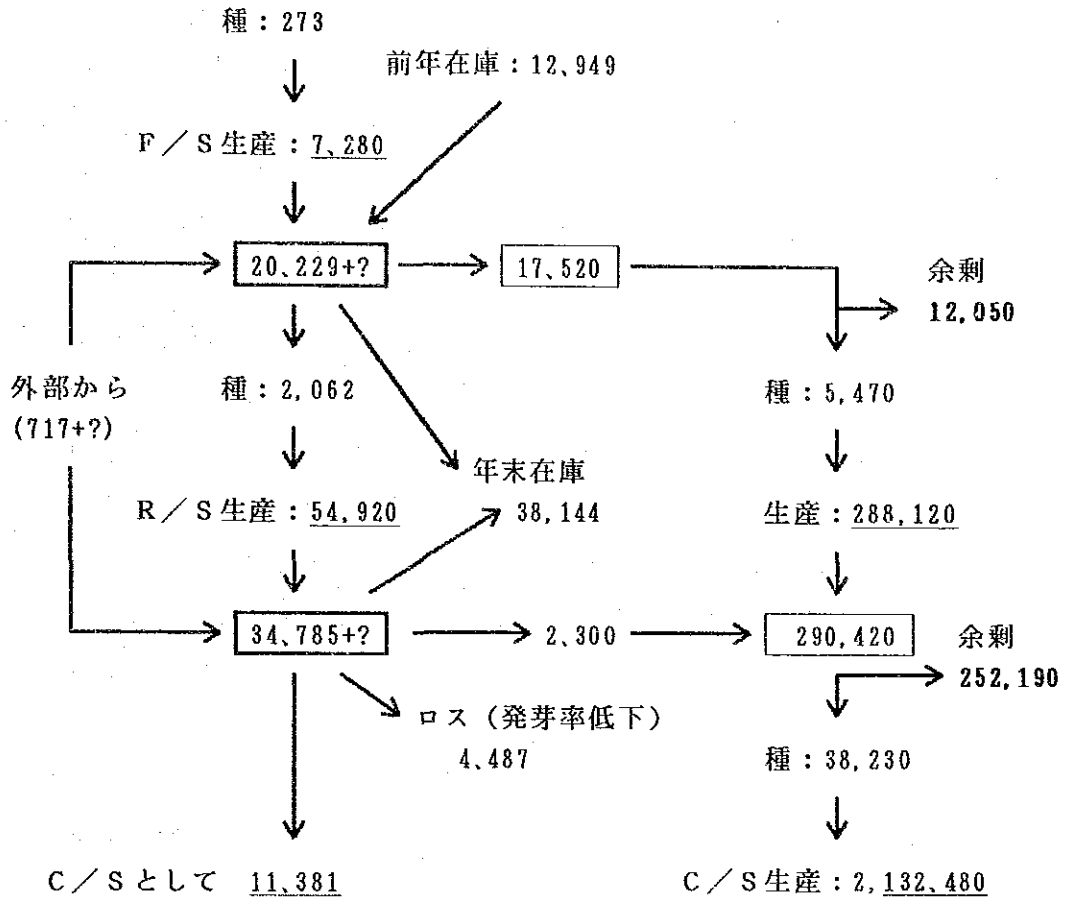 種：273
前年在庫：12、949
F／S生産：7、280
20、229+?
17、520
余剰
12,050
外部から
(717+?)
種：2,062
種：5,470
年末在庫
38、144
R／S生産：54、920
生産：288、120
34、785+?
2、300
290、420
余剰
252,190
ロス（発芽率低下）
4、487
種：38,230
C／Sとして 11、381
C／S生産：2,132,480